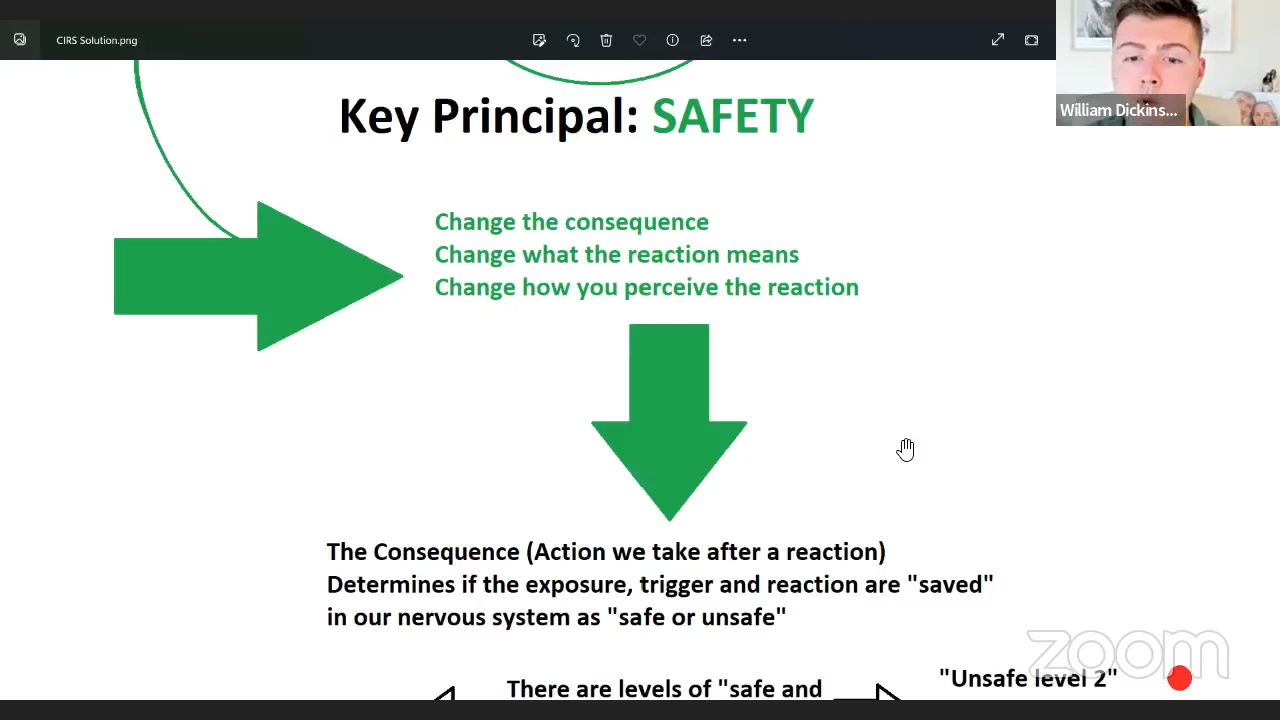 CIRS Solution.png
William Dickins...
Key Principal: SAFETY
Change the consequence
Change what the reaction means
Change how you perceive the reaction
The Consequence (Action we take after a reaction)
Determines if the exposure, trigger and reaction are "saved"
in our nervous system as "safe or unsafe"
There are levels of "safe and
"Unsafe level 2"
zoom